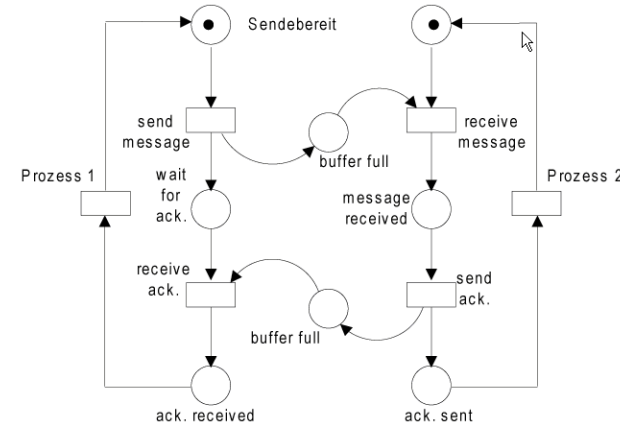 Sendebereit
send
message
receive
message
buffer full
Prozess 1
Prozess 2
wait
for
ack.
message
received
receive
ack.
send
ack.
buffer full
ack. received
ack. sent